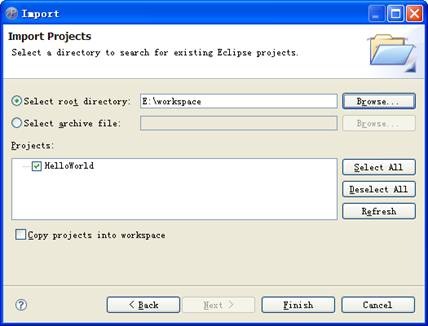 Import
Import Projects
Select a directory to search for existing Eclipse projects.
Select root directory: E:\workspace Browse...
Select archive file: Browse...
Projects:
HelloWorld
Select All
Deselect All
Refresh
Copy projects into workspace
? < Back Next > Finish Cancel